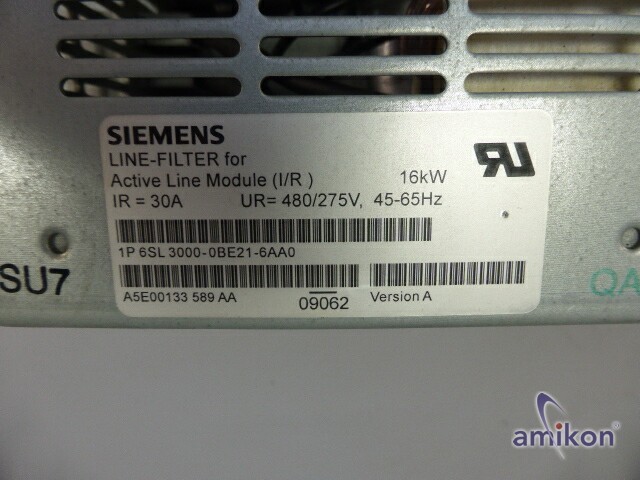 SIEMENS
LINE-FILTER for
Active Line Module (I/R ) 16kW
IR = 30A UR= 480/275V, 45-65Hz
1P 6SL 3000-0BE21-6AA0
A5E00133 589 AA 09062 Version A
SU7
QA
amikon